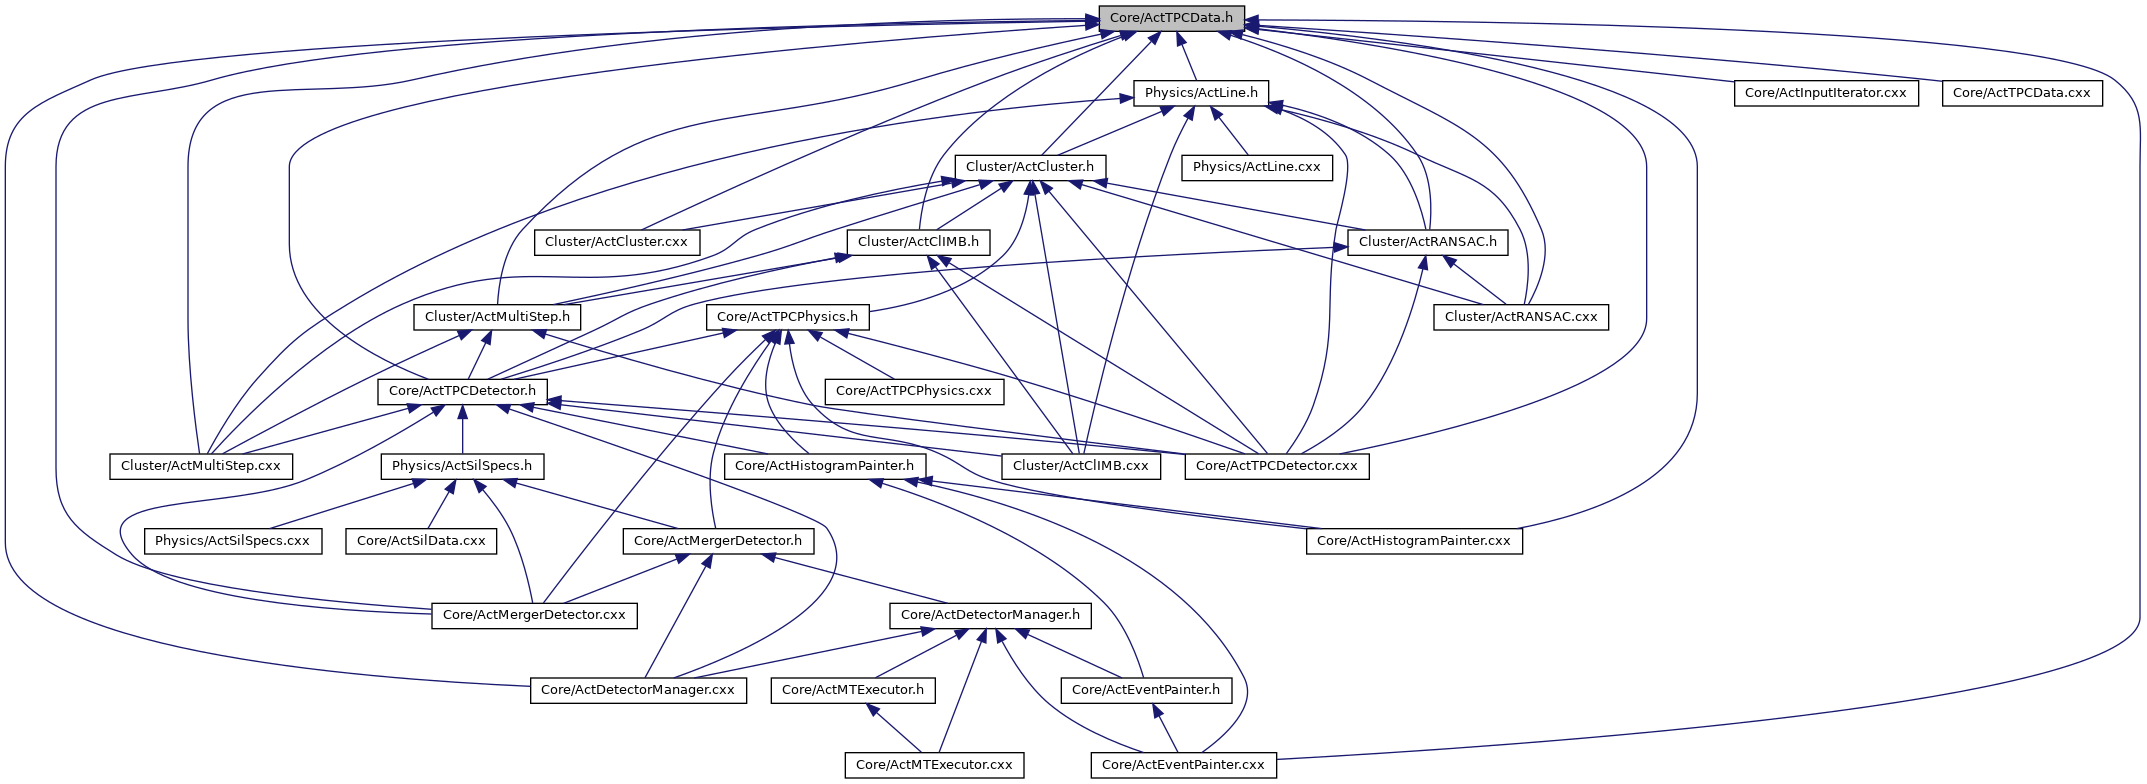 Core/ActTPCData.h
Physics/ActLine.h
Core/ActInputIterator.cxx
Core/ActTPCData.cxx
Cluster/ActCluster.h
Physics/ActLine.cxx
Cluster/ActCluster.cxx
Cluster/ActClIMB.h
Cluster/ActRANSAC.h
Cluster/ActMultiStep.h
Core/ActTPCPhysics.h
Cluster/ActRANSAC.cxx
Core/ActTPCDetector.h
Core/ActTPCPhysics.cxx
Cluster/ActMultiStep.cxx
Physics/ActSilSpecs.h
Core/ActHistogramPainter.h
Cluster/ActClIMB.cxx
Core/ActTPCDetector.cxx
Physics/ActSilSpecs.cxx
Core/ActSilData.cxx
Core/ActMergerDetector.h
Core/ActHistogramPainter.cxx
Core/ActMergerDetector.cxx
Core/ActDetectorManager.h
Core/ActDetectorManager.cxx
Core/ActMTExecutor.h
Core/ActEventPainter.h
Core/ActMTExecutor.cxx
Core/ActEventPainter.cxx